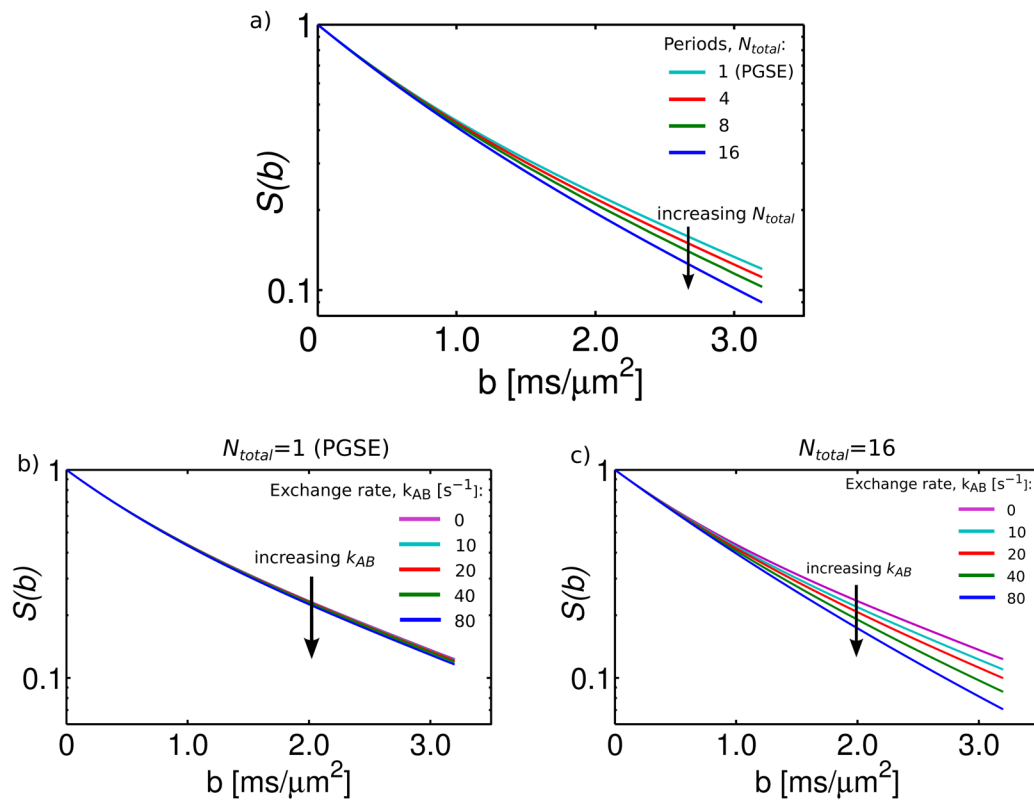 a)
1
0.1
S(b)
Periods, N_total:
1 (PGSE)
4
8
16
increasing N_total
0 1.0 2.0 3.0
b [ms/μm²]
b)
N_total=1 (PGSE)
1
0.1
S(b)
Exchange rate, k_AB [s⁻¹]:
0
10
20
40
80
increasing k_AB
0 1.0 2.0 3.0
b [ms/μm²]
c)
N_total=16
1
0.1
S(b)
Exchange rate, k_AB [s⁻¹]:
0
10
20
40
80
increasing k_AB
0 1.0 2.0 3.0
b [ms/μm²]